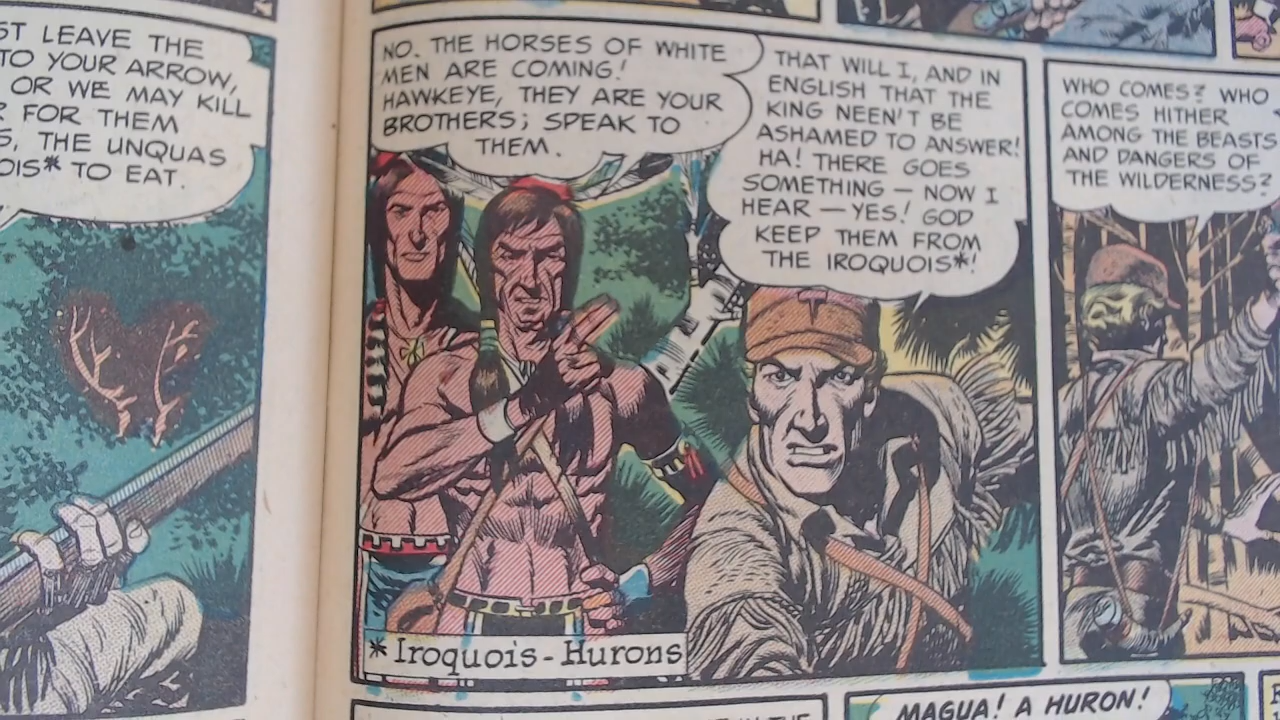 ST LEAVE THE
TO YOUR ARROW,
OR WE MAY KILL
FOR THEM
THE UNQUAS
OIS* TO EAT.
NO. THE HORSES OF WHITE
MEN ARE COMING!
HAWKEYE, THEY ARE YOUR
BROTHERS; SPEAK TO
THEM.
THAT WILL I, AND IN
ENGLISH THAT THE
KING NEEN'T BE
ASHAMED TO ANSWER!
HA! THERE GOES
SOMETHING — NOW I
HEAR — YES! GOD
KEEP THEM FROM
THE IROQUOIS*!
* Iroquois - Hurons
WHO COMES? WHO
COMES HITHER
AMONG THE BEASTS
AND DANGERS OF
THE WILDERNESS?
MAGUA! A HURON!